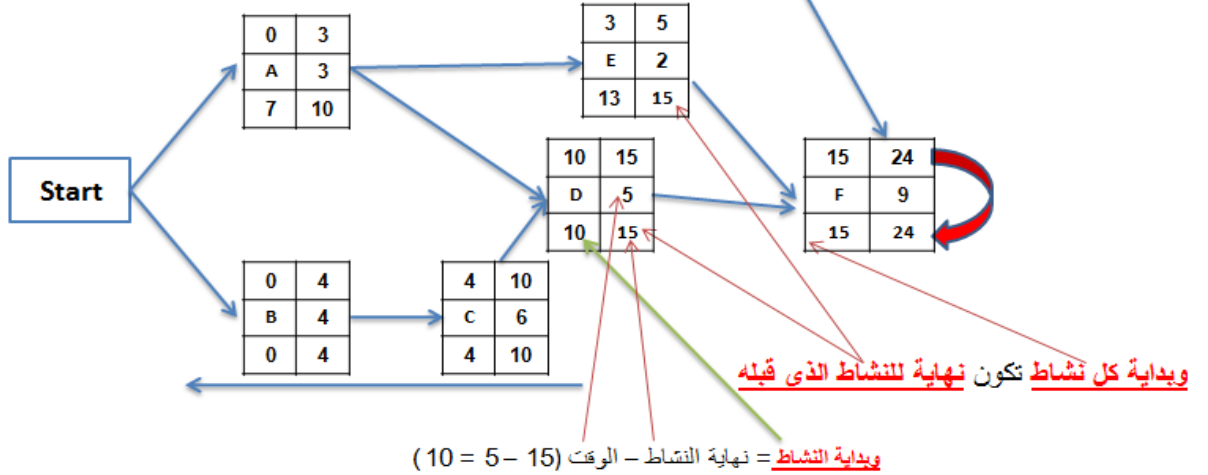 0 3
A 3
7 10
3 5
E 2
13 15
Start
10 15
D 5
10 15
15 24
F 9
15 24
0 4
B 4
0 4
4 10
C 6
4 10
وبداية كل نشاط تكون نهاية للنشاط الذى قبله
وبداية النشاط = نهاية النشاط – الوقت (15 – 5 = 10 )